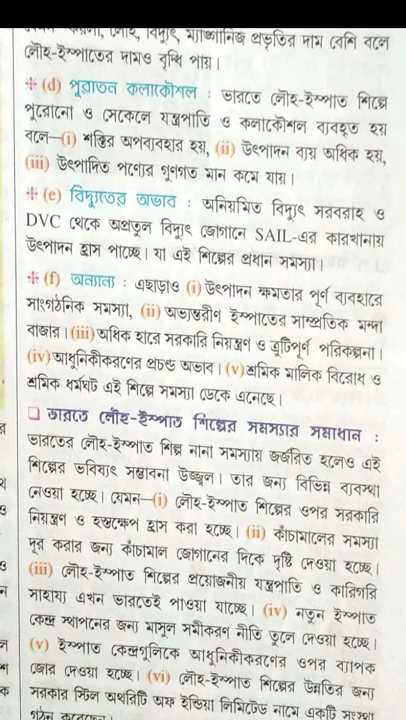 কয়লা, লৌহ, বিদ্যুৎ, ম্যাঙ্গানিজ প্রভৃতির দাম বেশি বলে
লৌহ-ইস্পাতের দামও বৃদ্ধি পায়।
❉ (d) পুরাতন কলাকৌশল : ভারতে লৌহ-ইস্পাত শিল্পে
পুরোনো ও সেকেলে যন্ত্রপাতি ও কলাকৌশল ব্যবহৃত হয়
বলে—(i) শক্তির অপব্যবহার হয়, (ii) উৎপাদন ব্যয় অধিক হয়,
(iii) উৎপাদিত পণ্যের গুণগত মান কমে যায়।
❉ (e) বিদ্যুতের অভাব : অনিয়মিত বিদ্যুৎ সরবরাহ ও
DVC থেকে অপ্রতুল বিদ্যুৎ জোগানে SAIL-এর কারখানায়
উৎপাদন হ্রাস পাচ্ছে। যা এই শিল্পের প্রধান সমস্যা।
❉ (f) অন্যান্য : এছাড়াও (i) উৎপাদন ক্ষমতার পূর্ণ ব্যবহারে
সাংগঠনিক সমস্যা, (ii) অভ্যন্তরীণ ইস্পাতের সাম্প্রতিক মন্দা
বাজার। (iii) অধিক হারে সরকারি নিয়ন্ত্রণ ও ত্রুটিপূর্ণ পরিকল্পনা।
(iv) আধুনিকীকরণের প্রচণ্ড অভাব। (v) শ্রমিক মালিক বিরোধ ও
শ্রমিক ধর্মঘট এই শিল্পে সমস্যা ডেকে এনেছে।
❑ ভারতে লৌহ-ইস্পাত শিল্পের সমস্যার সমাধান :
ভারতের লৌহ-ইস্পাত শিল্প নানা সমস্যায় জর্জরিত হলেও এই
শিল্পের ভবিষ্যৎ সম্ভাবনা উজ্জ্বল। তার জন্য বিভিন্ন ব্যবস্থা
নেওয়া হচ্ছে। যেমন—(i) লৌহ-ইস্পাত শিল্পের ওপর সরকারি
নিয়ন্ত্রণ ও হস্তক্ষেপ হ্রাস করা হচ্ছে। (ii) কাঁচামালের সমস্যা
দূর করার জন্য কাঁচামাল জোগানের দিকে দৃষ্টি দেওয়া হচ্ছে।
(iii) লৌহ-ইস্পাত শিল্পের প্রয়োজনীয় যন্ত্রপাতি ও কারিগরি
সাহায্য এখন ভারতেই পাওয়া যাচ্ছে। (iv) নতুন ইস্পাত
কেন্দ্র স্থাপনের জন্য মাসুল সমীকরণ নীতি তুলে দেওয়া হচ্ছে।
(v) ইস্পাত কেন্দ্রগুলিকে আধুনিকীকরণের ওপর ব্যাপক
জোর দেওয়া হচ্ছে। (vi) লৌহ-ইস্পাত শিল্পের উন্নতির জন্য
সরকার স্টিল অথরিটি অফ ইন্ডিয়া লিমিটেড নামে একটি সংস্থা